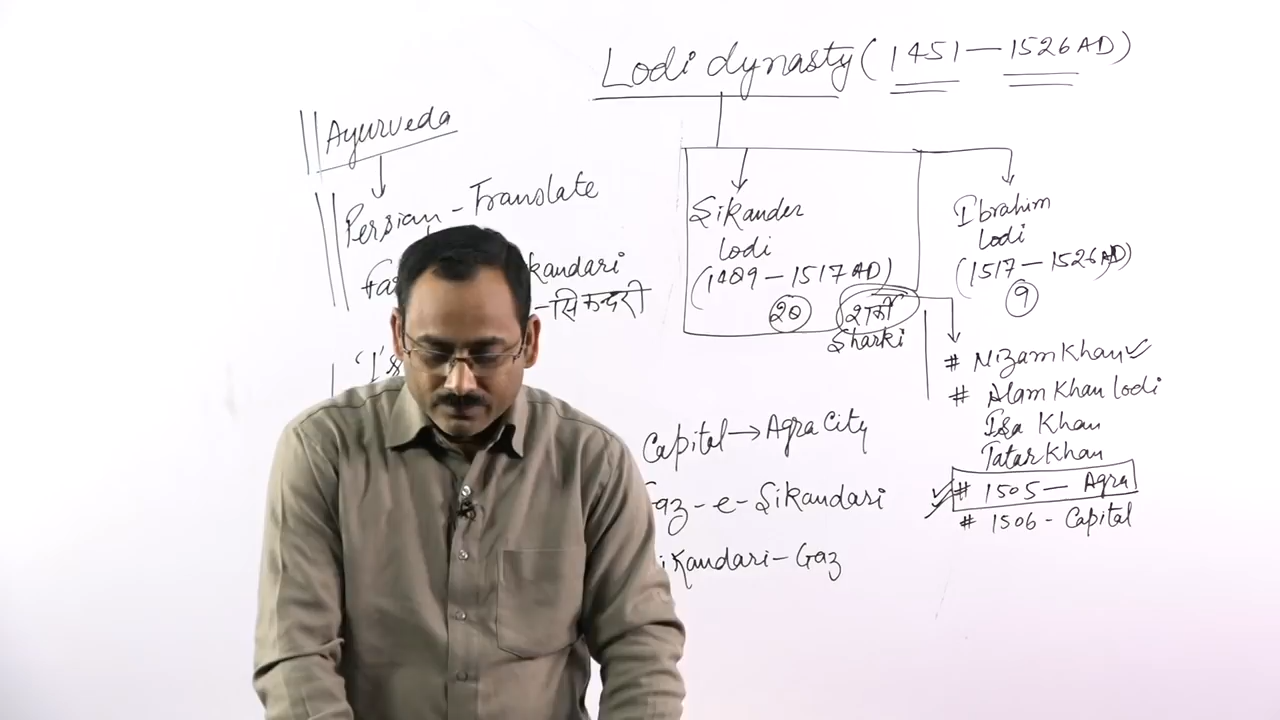 Lodi dynasty (1451 — 1526 AD)
Ayurveda
Persian - Translate
kandari
- सिकन्दरी
Sikander
Lodi
(1489 — 1517 AD)
28
शर्की
Sharki
Ibrahim
Lodi
(1517 — 1526 AD)
9
# Nizam Khan ✓
# Alam Khan Lodi
Isa Khan
Tatar Khan
# 1505 — Agra
# 1506 - Capital
Capital → Agra City
Gaz-e-Sikandari
ikandari-Gaz